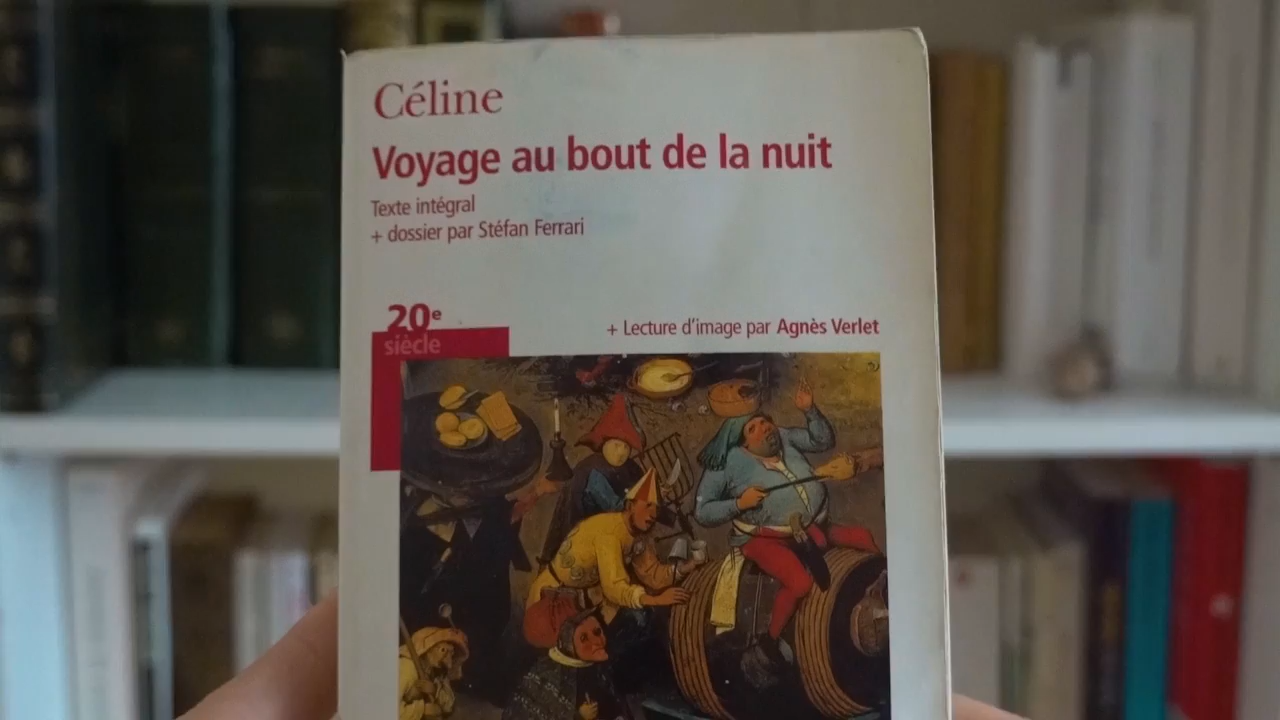 Céline
Voyage au bout de la nuit
Texte intégral
+ dossier par Stéfan Ferrari
20e
siècle
+ Lecture d'image par Agnès Verlet